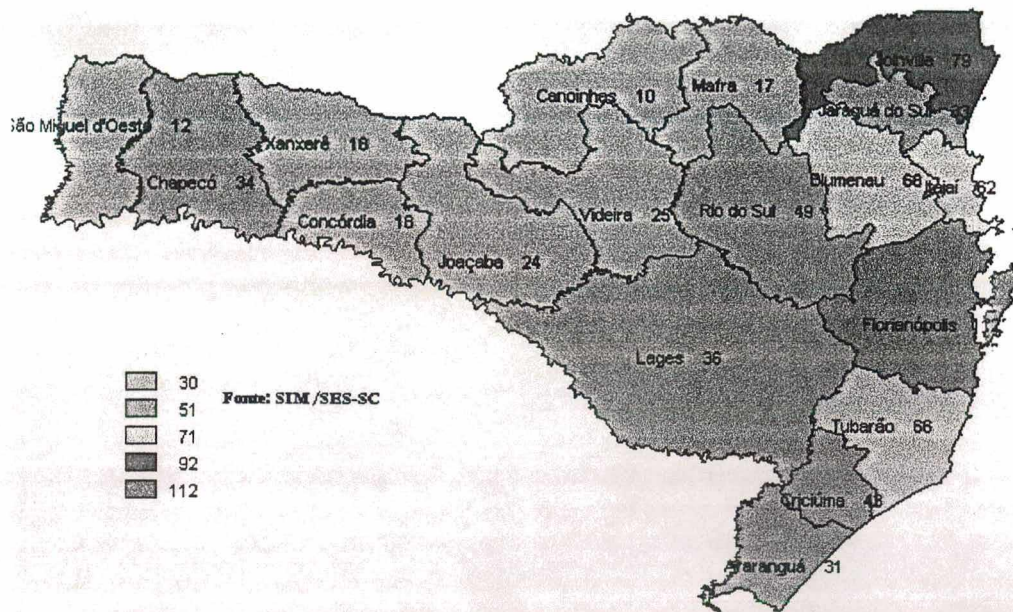 Joinville 79
Mafra 17
Canoinhas 10
Jaraguá do Sul
São Miguel d'Oeste 12
Xanxerê 18
Chapecó 34
Blumenau 68
Itajaí 62
Concórdia 18
Videira 25
Rio do Sul 49
Joaçaba 24
Florianópolis
Lages 36
30
51
71
92
112
Fonte: SIM /SES-SC
Tubarão 66
Criciúma 43
Araranguá 31